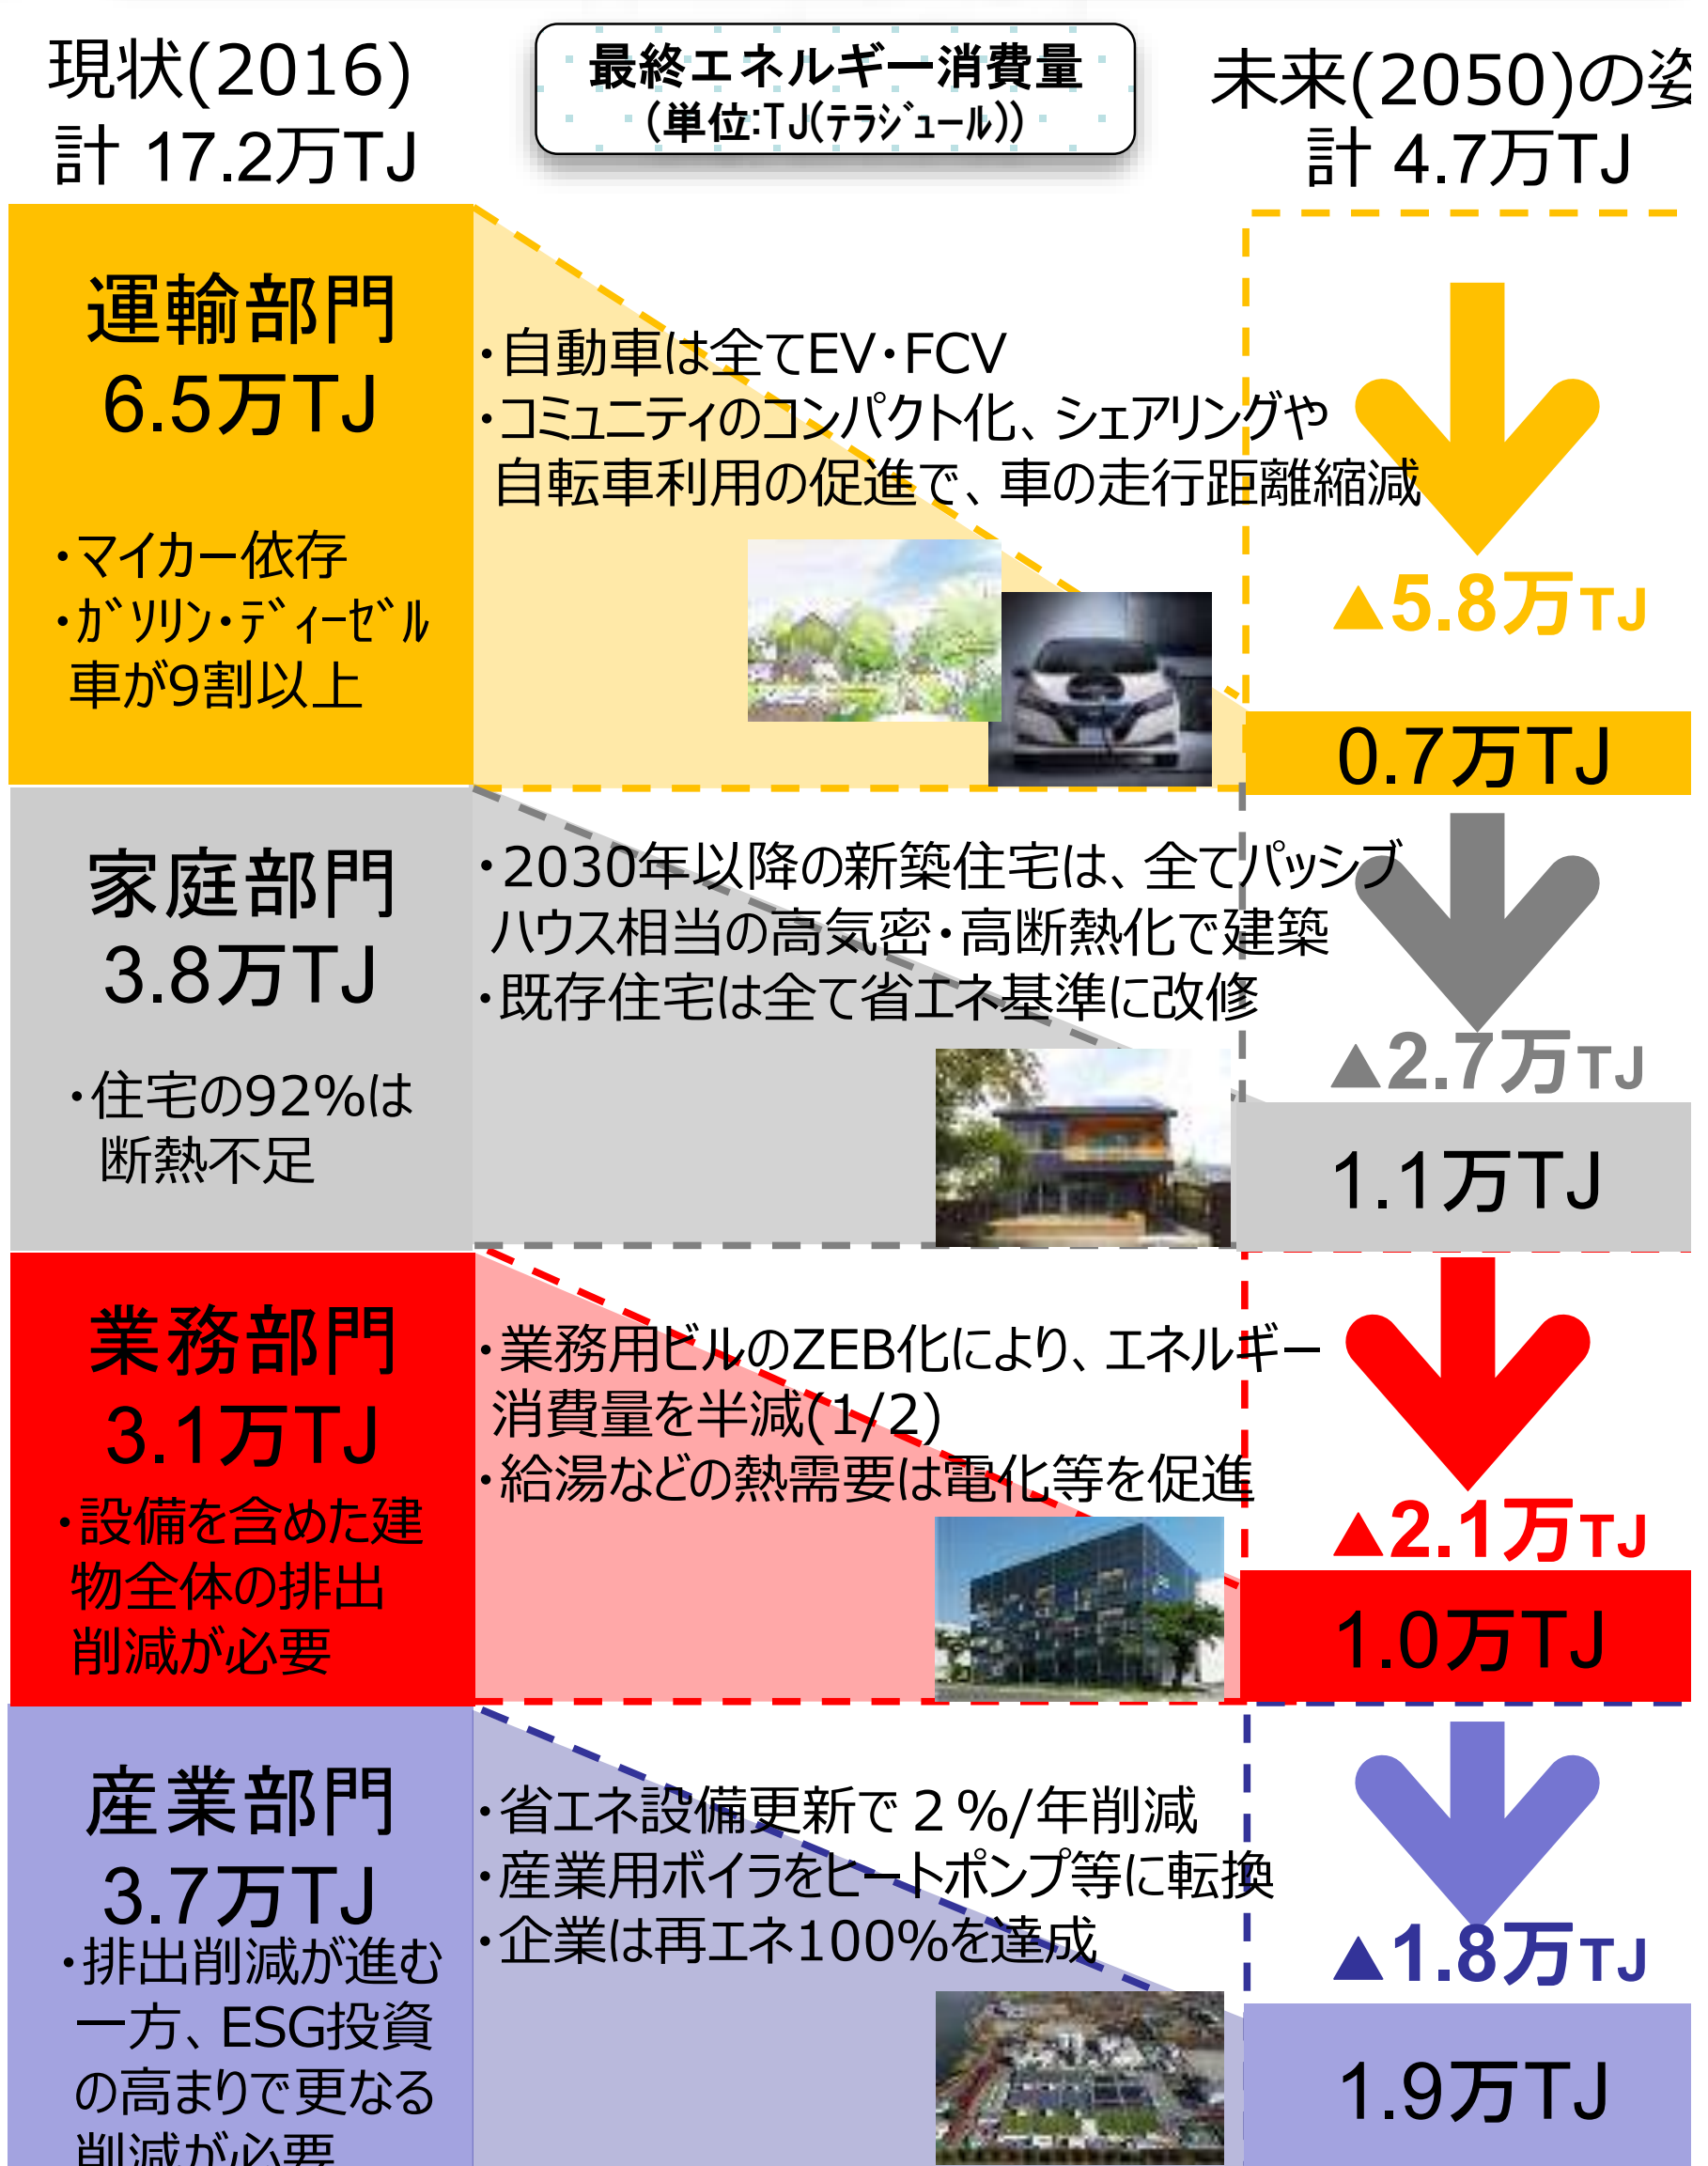 現状(2016)
計 17.2万TJ
最終エネルギー消費量
(単位:TJ(テラジュール))
未来(2050)の姿
計 4.7万TJ
運輸部門
6.5万TJ
・マイカー依存
・ガソリン・ディーゼル
車が9割以上
・自動車は全てEV・FCV
・コミュニティのコンパクト化、シェアリングや
自転車利用の促進で、車の走行距離縮減
▲5.8万TJ
0.7万TJ
家庭部門
3.8万TJ
・住宅の92%は
断熱不足
・2030年以降の新築住宅は、全てパッシブ
ハウス相当の高気密・高断熱化で建築
・既存住宅は全て省エネ基準に改修
▲2.7万TJ
1.1万TJ
業務部門
3.1万TJ
・設備を含めた建
物全体の排出
削減が必要
・業務用ビルのZEB化により、エネルギー
消費量を半減(1/2)
・給湯などの熱需要は電化等を促進
▲2.1万TJ
1.0万TJ
産業部門
3.7万TJ
・排出削減が進む
一方、ESG投資
の高まりで更なる
削減が必要
・省エネ設備更新で２%/年削減
・産業用ボイラをヒートポンプ等に転換
・企業は再エネ100%を達成
▲1.8万TJ
1.9万TJ